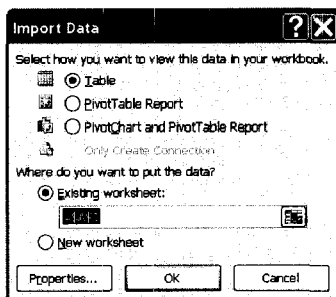 Import Data
Select how you want to view this data in your workbook.
Table
PivotTable Report
PivotChart and PivotTable Report
Only Create Connection
Where do you want to put the data?
Existing worksheet:
New worksheet
Properties...
OK
Cancel